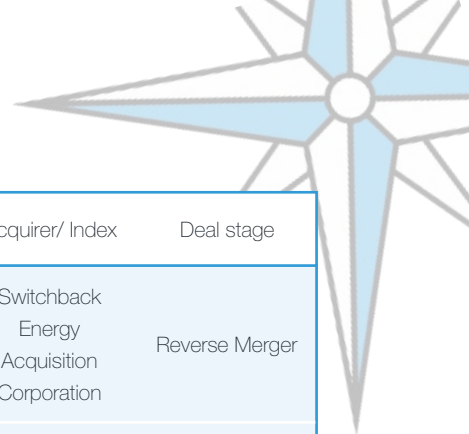 cquirer/ Index Deal stage
Switchback
Energy
Acquisition
Corporation
Reverse Merger